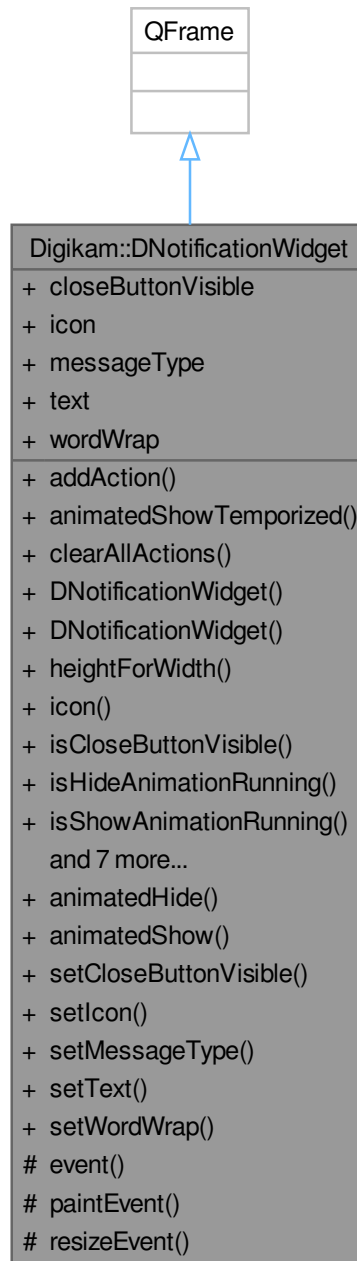 QFrame
Digikam::DNotificationWidget
+ closeButtonVisible
+ icon
+ messageType
+ text
+ wordWrap
+ addAction()
+ animatedShowTemporized()
+ clearAllActions()
+ DNotificationWidget()
+ DNotificationWidget()
+ heightForWidth()
+ icon()
+ isCloseButtonVisible()
+ isHideAnimationRunning()
+ isShowAnimationRunning()
and 7 more...
+ animatedHide()
+ animatedShow()
+ setCloseButtonVisible()
+ setIcon()
+ setMessageType()
+ setText()
+ setWordWrap()
# event()
# paintEvent()
# resizeEvent()